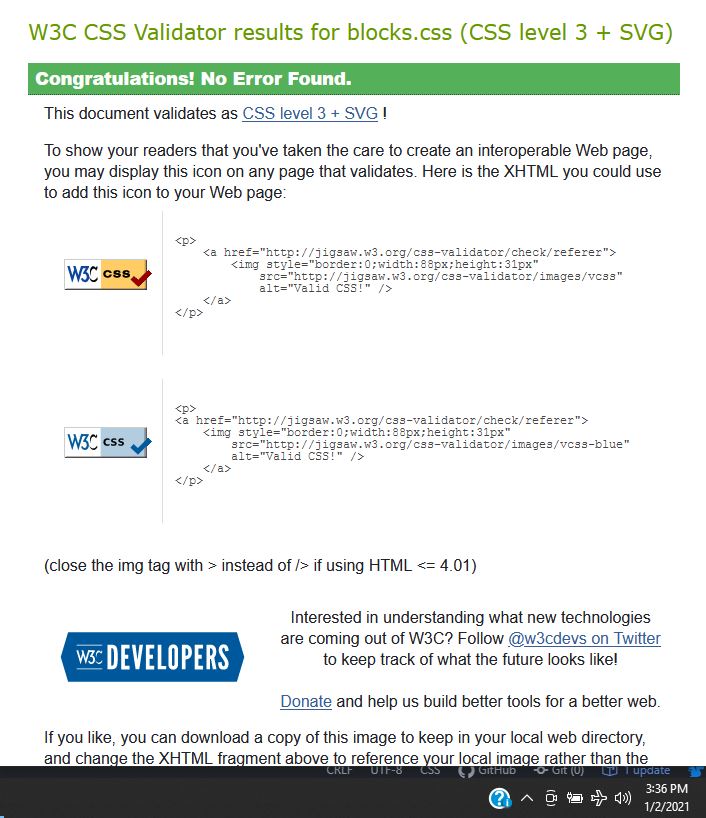 W3C CSS Validator results for blocks.css (CSS level 3 + SVG)
Congratulations! No Error Found.
This document validates as CSS level 3 + SVG !
To show your readers that you've taken the care to create an interoperable Web page,
you may display this icon on any page that validates. Here is the XHTML you could use
to add this icon to your Web page:
W3C css
<p>
    <a href="http://jigsaw.w3.org/css-validator/check/referer">
        <img style="border:0;width:88px;height:31px"
            src="http://jigsaw.w3.org/css-validator/images/vcss"
            alt="Valid CSS!" />
    </a>
</p>
W3C css
<p>
<a href="http://jigsaw.w3.org/css-validator/check/referer">
    <img style="border:0;width:88px;height:31px"
        src="http://jigsaw.w3.org/css-validator/images/vcss-blue"
        alt="Valid CSS!" />
    </a>
</p>
(close the img tag with > instead of /> if using HTML <= 4.01)
W3C DEVELOPERS
Interested in understanding what new technologies
are coming out of W3C? Follow @w3cdevs on Twitter
to keep track of what the future looks like!
Donate and help us build better tools for a better web.
If you like, you can download a copy of this image to keep in your local web directory,
and change the XHTML fragment above to reference your local image rather than the
CRLF UTF-8 CSS GitHub Git (0) 1 update
3:36 PM
1/2/2021